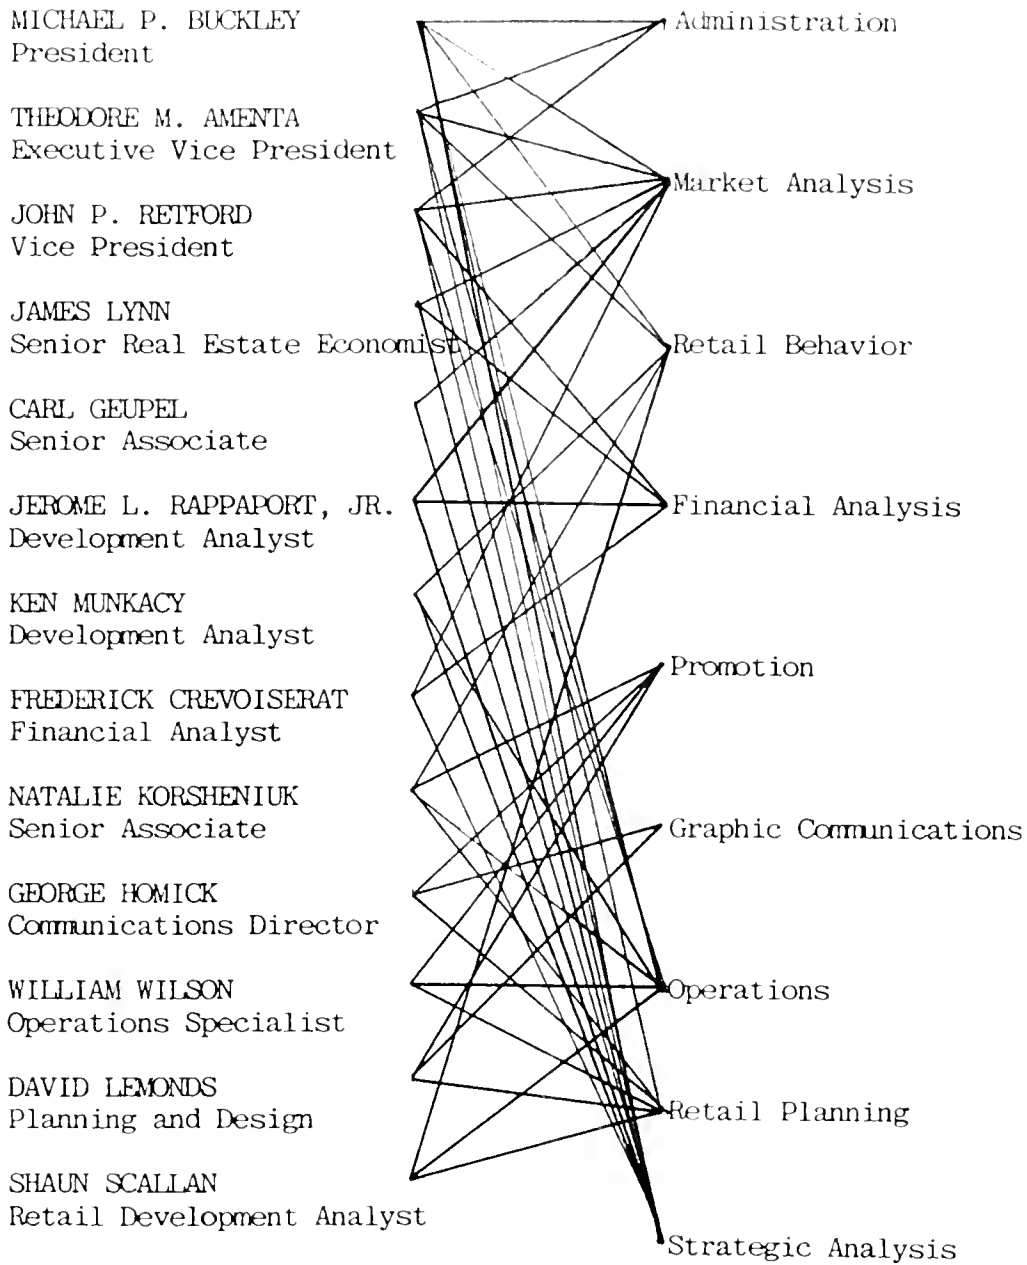 MICHAEL P. BUCKLEY
President
THEODORE M. AMENTA
Executive Vice President
JOHN P. RETFORD
Vice President
JAMES LYNN
Senior Real Estate Economist
CARL GEUPEL
Senior Associate
JEROME L. RAPPAPORT, JR.
Development Analyst
KEN MUNKACY
Development Analyst
FREDERICK CREVOISERAT
Financial Analyst
NATALIE KORSHENIUK
Senior Associate
GEORGE HOMICK
Communications Director
WILLIAM WILSON
Operations Specialist
DAVID LEMONDS
Planning and Design
SHAUN SCALLAN
Retail Development Analyst
Administration
Market Analysis
Retail Behavior
Financial Analysis
Promotion
Graphic Communications
Operations
Retail Planning
Strategic Analysis